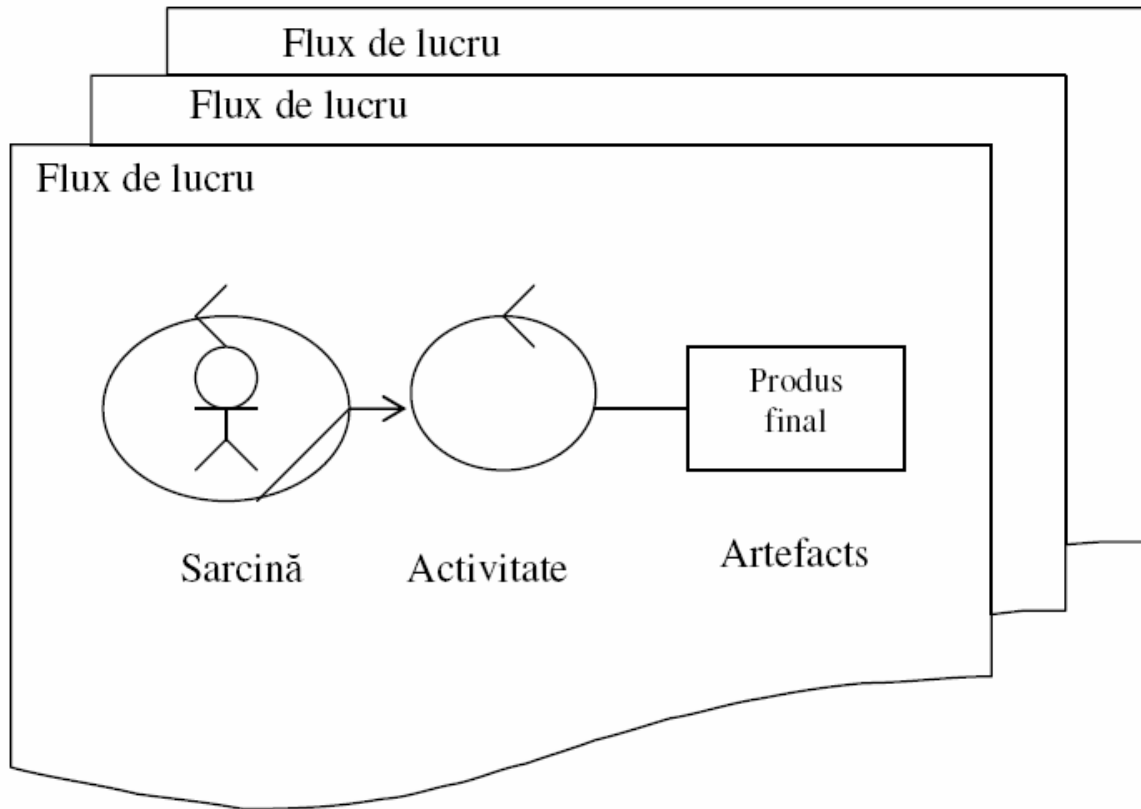 Flux de lucru
Flux de lucru
Flux de lucru
Produs
final
Sarcină
Activitate
Artefacts